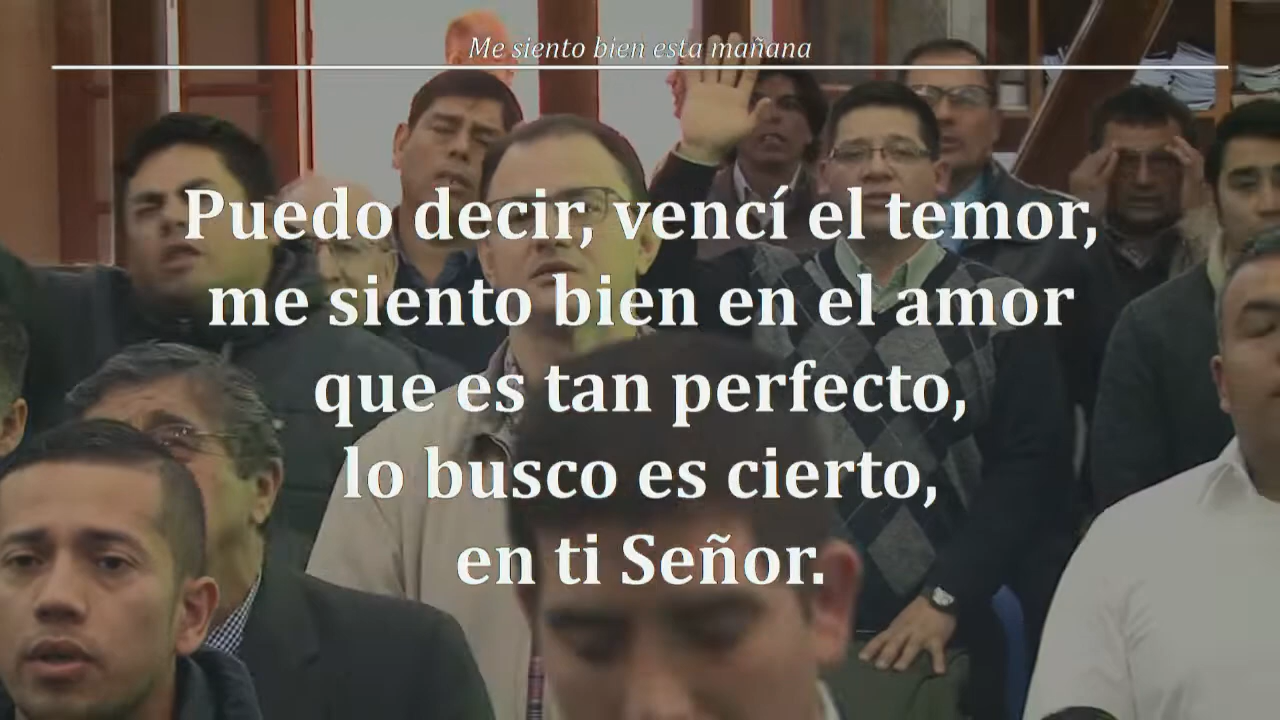 Me siento bien esta mañana
Puedo decir, vencí el temor,
me siento bien en el amor
que es tan perfecto,
lo busco es cierto,
en ti Señor.